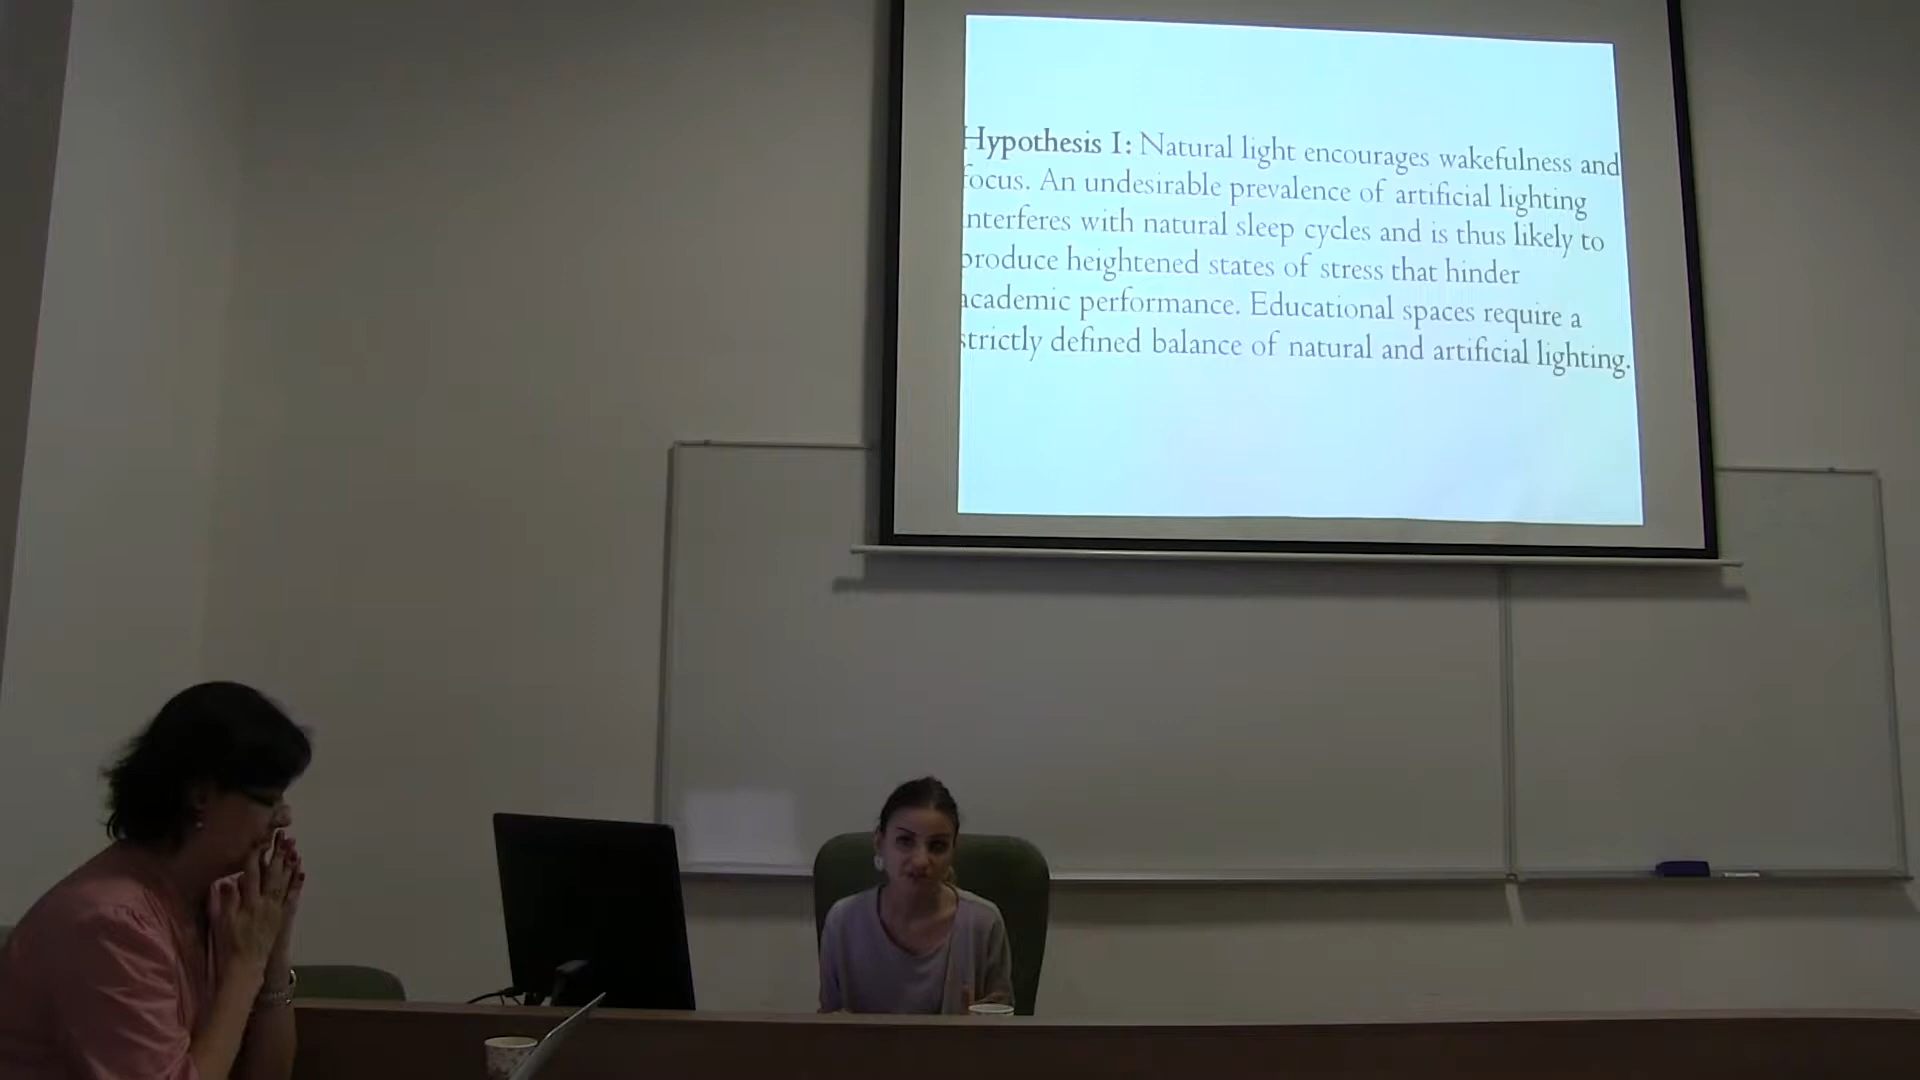 Hypothesis I: Natural light encourages wakefulness and
focus. An undesirable prevalence of artificial lighting
interferes with natural sleep cycles and is thus likely to
produce heightened states of stress that hinder
academic performance. Educational spaces require a
strictly defined balance of natural and artificial lighting.